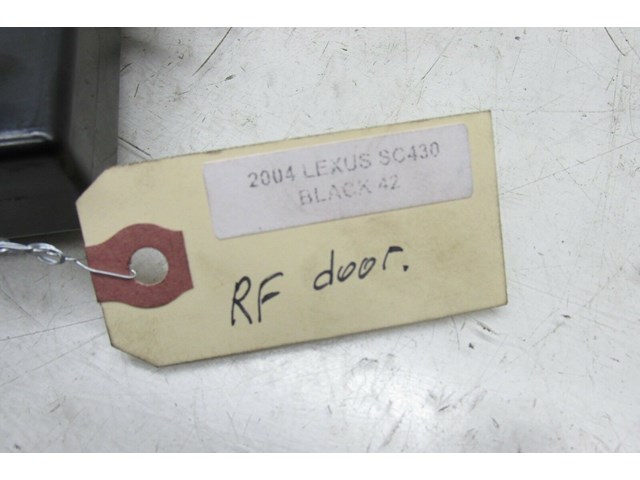 2004 LEXUS SC430
BLACK 42
RF door.